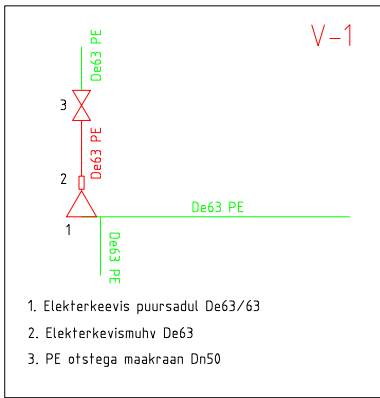 V-1
De63 PE
3
De63 PE
2
De63 PE
1
De63 PE
1. Elekterkeevis puursadul De63/63
2. Elekterkevismuhv De63
3. PE otstega maakraan Dn50